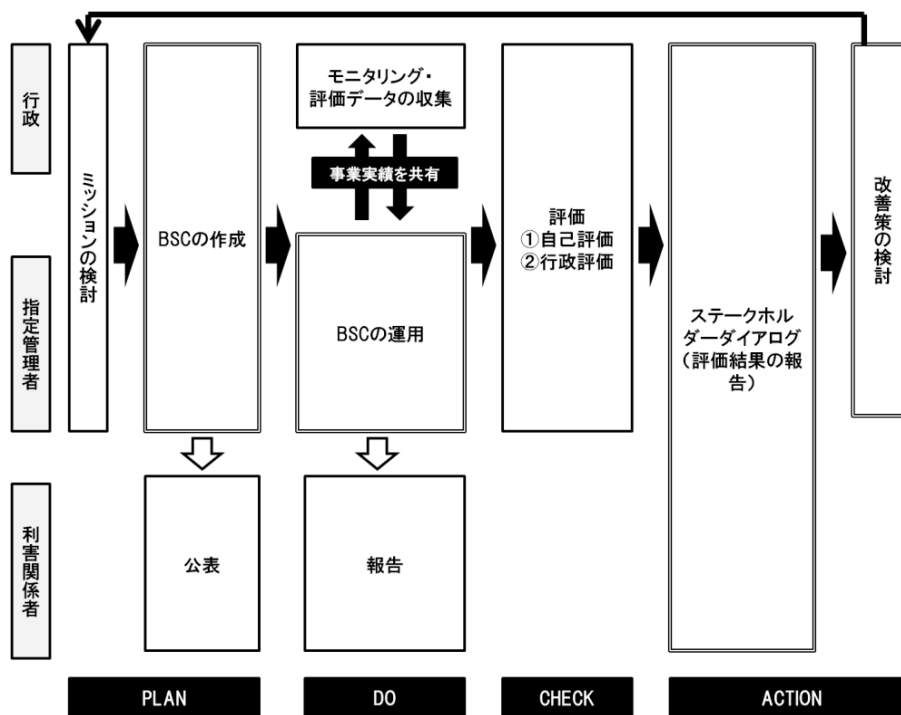 行政
指定管理者
利害関係者
ミッションの検討
BSCの作成
モニタリング・
評価データの収集
事業実績を共有
BSCの運用
評価
①自己評価
②行政評価
ステークホル
ダーダイアログ
(評価結果の報
告)
改善策の検討
公表
報告
PLAN
DO
CHECK
ACTION